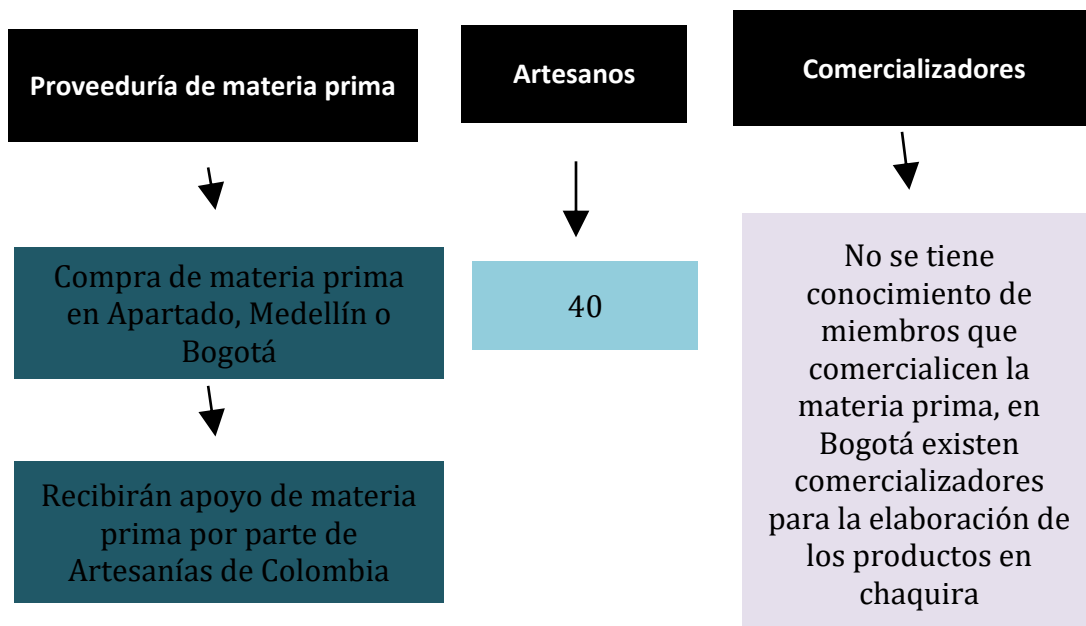 Proveeduría de materia prima
Compra de materia prima
en Apartado, Medellín o
Bogotá
Recibirán apoyo de materia
prima por parte de
Artesanías de Colombia
Artesanos
40
Comercializadores
No se tiene
conocimiento de
miembros que
comercialicen la
materia prima, en
Bogotá existen
comercializadores
para la elaboración de
los productos en
chaquira